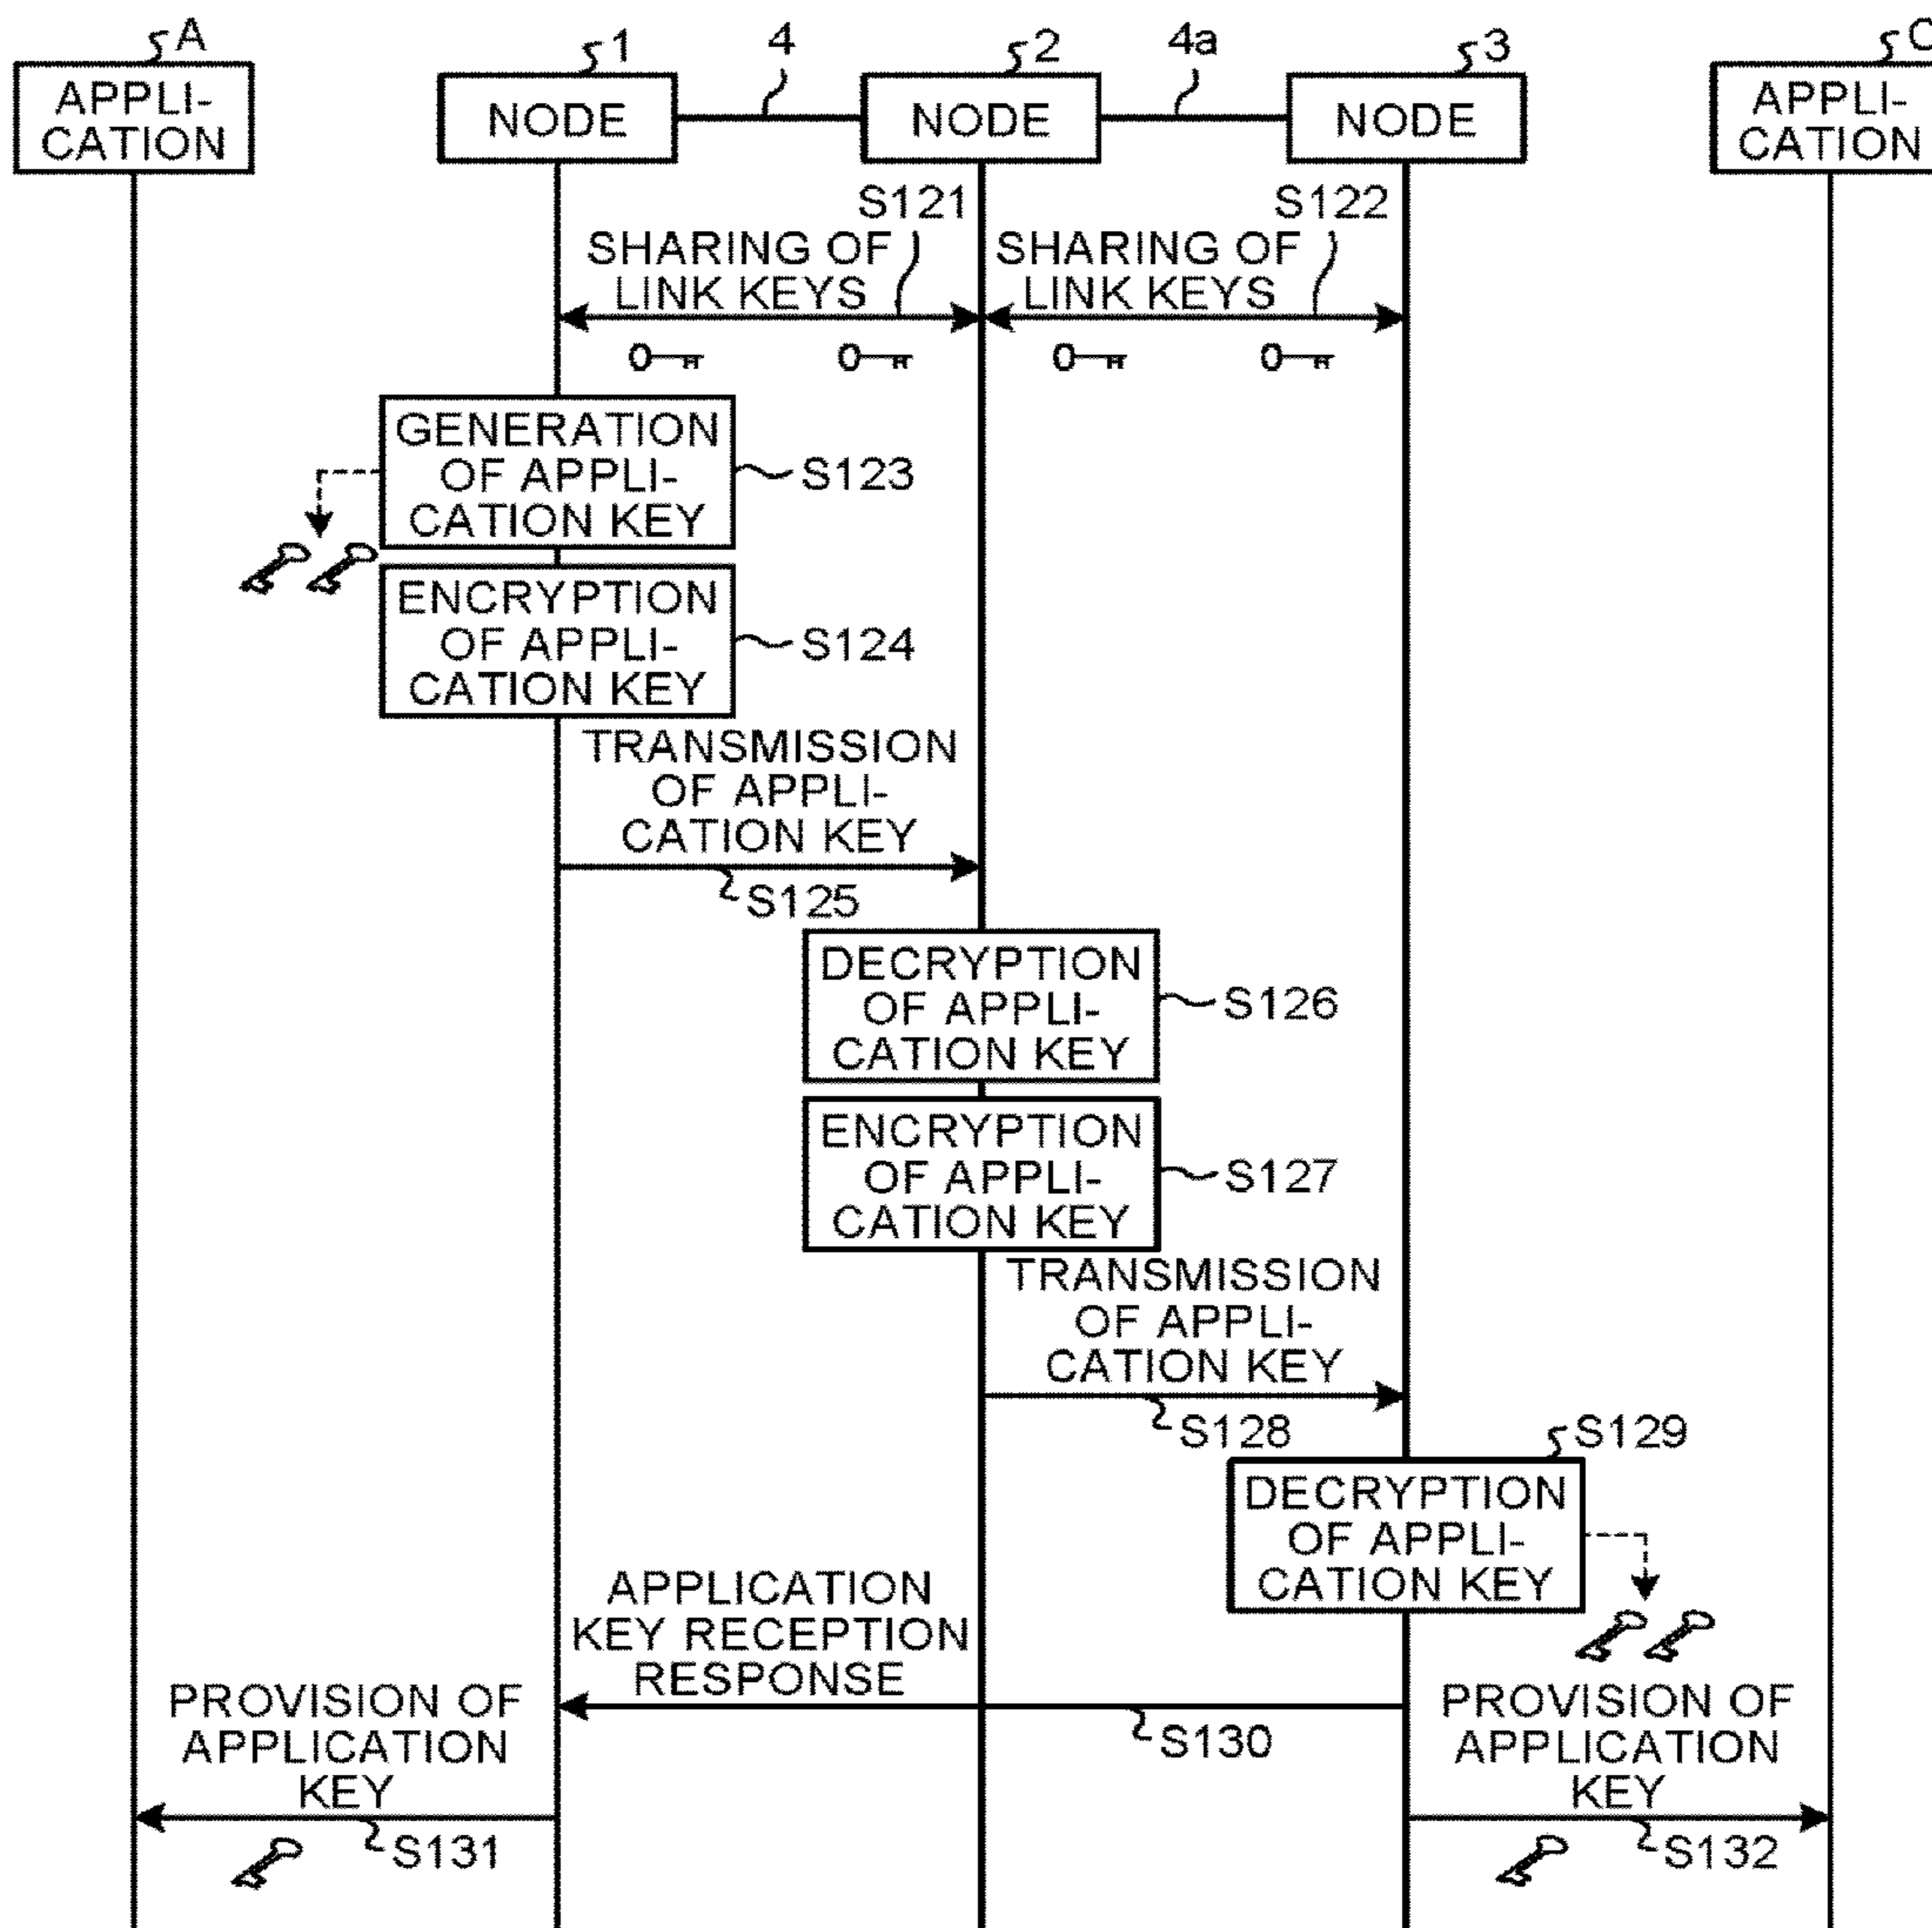 A
1
4
2
4a
3
C
APPLI-
CATION
NODE
NODE
NODE
APPLI-
CATION
S121
S122
SHARING OF
LINK KEYS
SHARING OF
LINK KEYS
GENERATION
OF APPLI-
CATION KEY
S123
ENCRYPTION
OF APPLI-
CATION KEY
S124
TRANSMISSION
OF APPLI-
CATION KEY
S125
DECRYPTION
OF APPLI-
CATION KEY
S126
ENCRYPTION
OF APPLI-
CATION KEY
S127
TRANSMISSION
OF APPLI-
CATION KEY
S128
S129
DECRYPTION
OF APPLI-
CATION KEY
APPLICATION
KEY RECEPTION
RESPONSE
S130
PROVISION OF
APPLICATION
KEY
S131
PROVISION OF
APPLICATION
KEY
S132